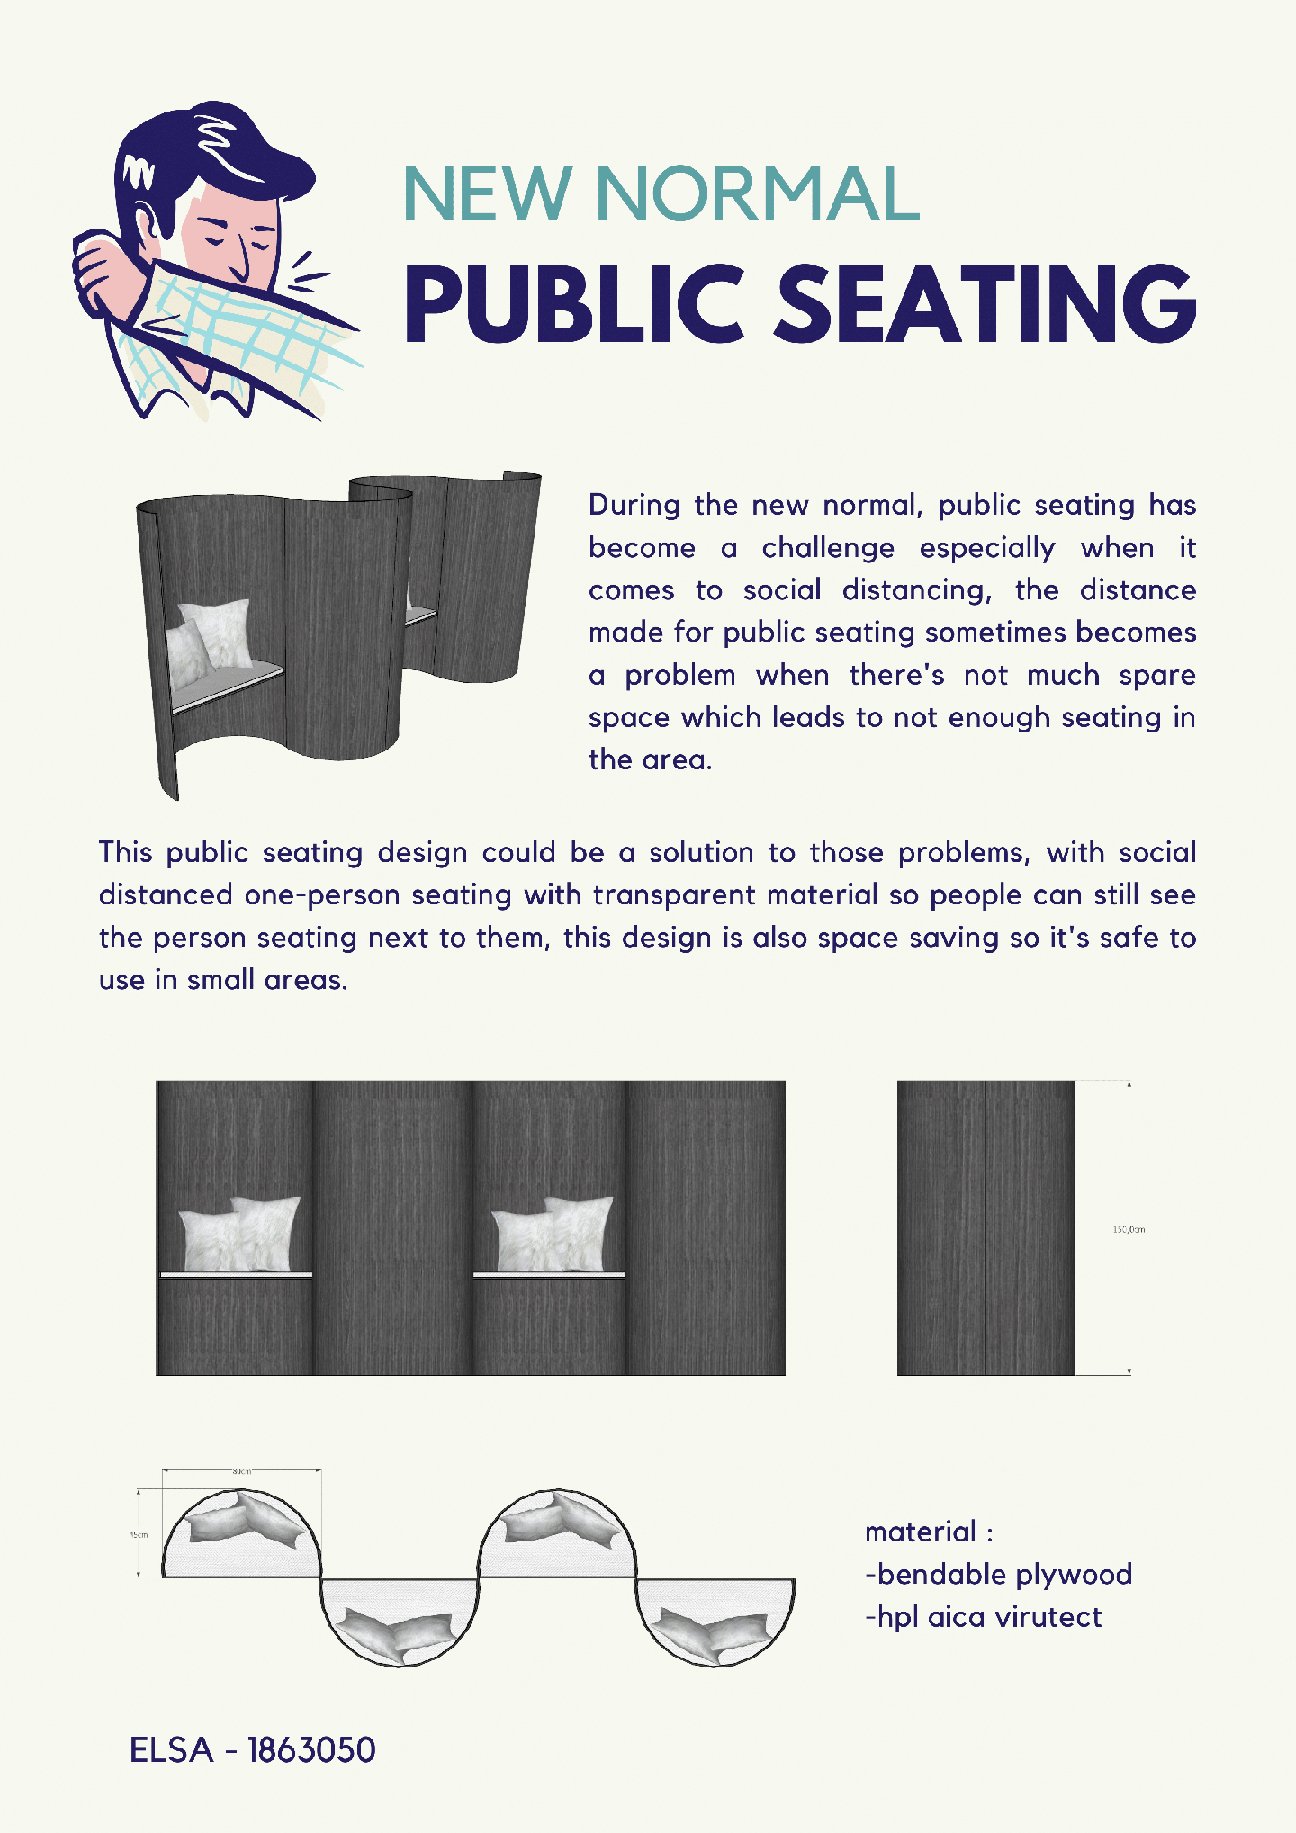 NEW NORMAL
PUBLIC SEATING
During the new normal, public seating has
become a challenge especially when it
comes to social distancing, the distance
made for public seating sometimes becomes
a problem when there's not much spare
space which leads to not enough seating in
the area.
This public seating design could be a solution to those problems, with social
distanced one-person seating with transparent material so people can still see
the person seating next to them, this design is also space saving so it's safe to
use in small areas.
80cm
material :
-bendable plywood
-hpl aica virutect
ELSA - 1863050